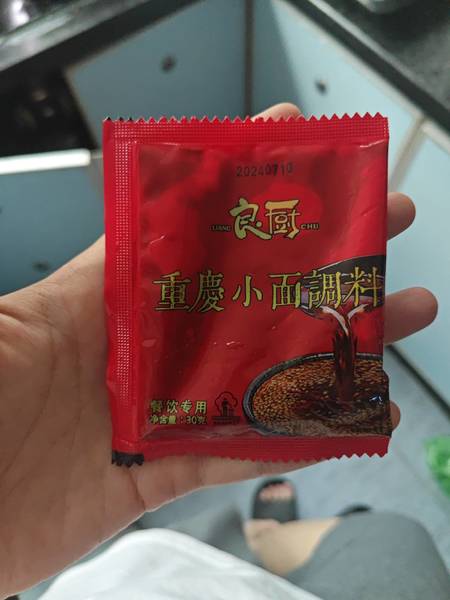 20240710
良厨
LIANG CHU
重慶小面調料
餐饮专用
净含量：30克